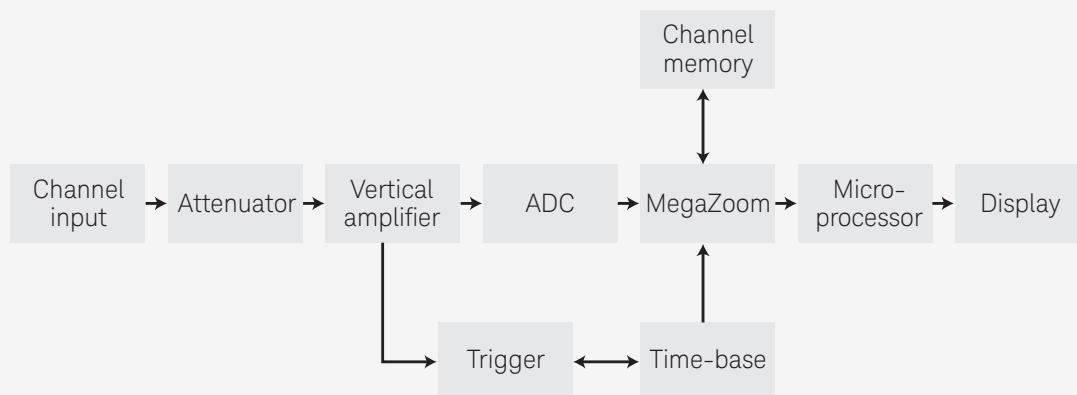 Channel
memory
Channel
input
Attenuator
Vertical
amplifier
ADC
MegaZoom
Micro-
processor
Display
Trigger
Time-base